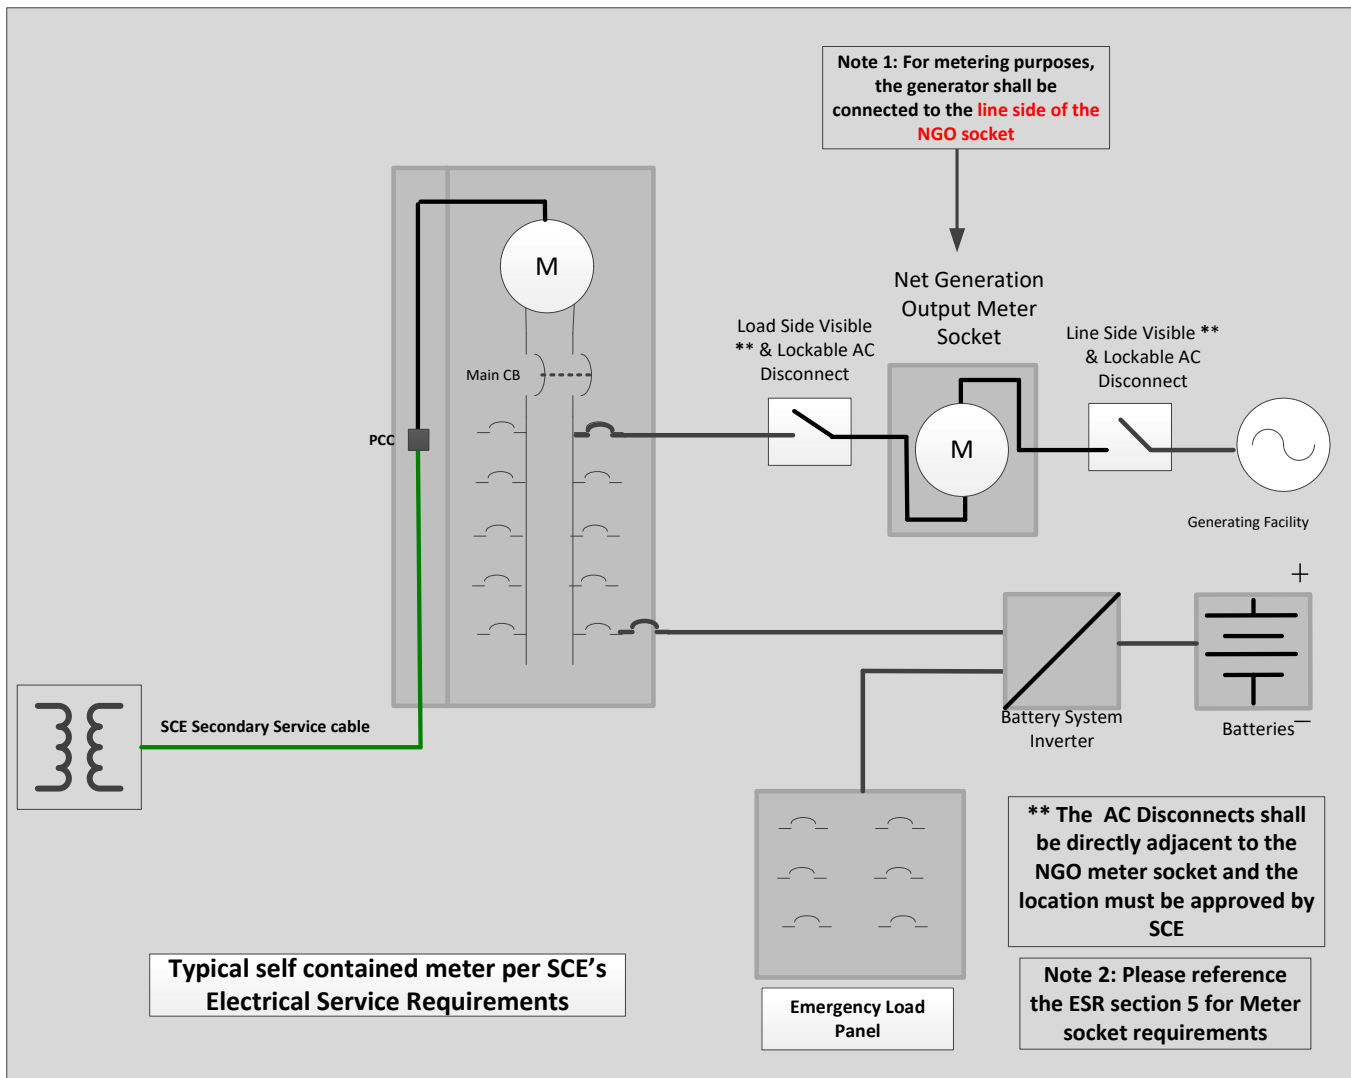 Note 1: For metering purposes,
the generator shall be
connected to the line side of the
NGO socket
M
Net Generation
Output Meter
Socket
Load Side Visible
** & Lockable AC
Disconnect
Line Side Visible **
& Lockable AC
Disconnect
Main CB
PCC
M
Generating Facility
+
SCE Secondary Service cable
Battery System
Inverter
Batteries
–
** The AC Disconnects shall
be directly adjacent to the
NGO meter socket and the
location must be approved by
SCE
Typical self contained meter per SCE’s
Electrical Service Requirements
Emergency Load
Panel
Note 2: Please reference
the ESR section 5 for Meter
socket requirements